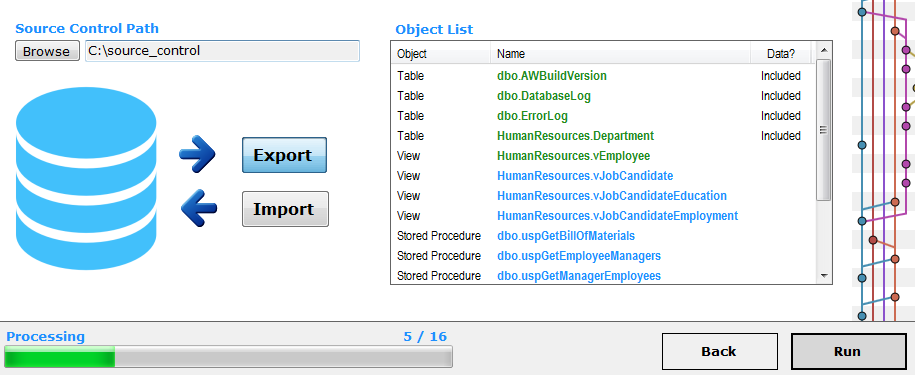 Source Control Path
Browse C:\source_control
Export
Import
Object List
Object Name Data?
Table dbo.AWBuildVersion Included
Table dbo.DatabaseLog Included
Table dbo.ErrorLog Included
Table HumanResources.Department Included
View HumanResources.vEmployee
View HumanResources.vJobCandidate
View HumanResources.vJobCandidateEducation
View HumanResources.vJobCandidateEmployment
Stored Procedure dbo.uspGetBillOfMaterials
Stored Procedure dbo.uspGetEmployeeManagers
Stored Procedure dbo.uspGetManagerEmployees
Processing 5 / 16
Back Run